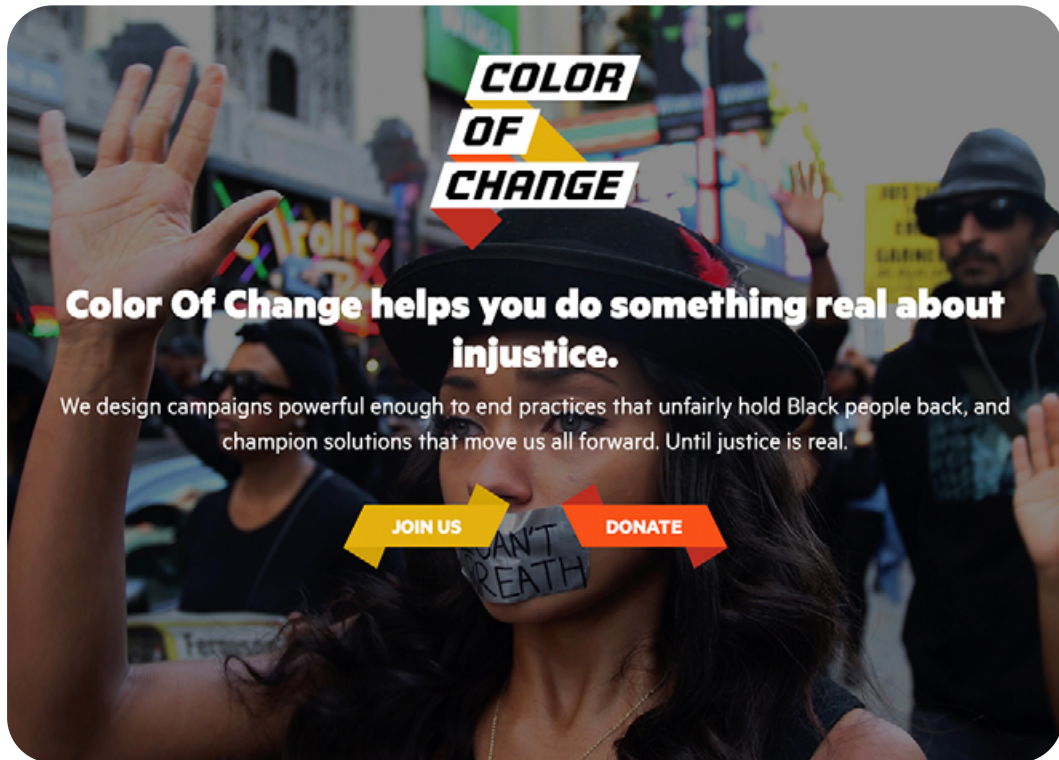 COLOR
OF
CHANGE
Color Of Change helps you do something real about
injustice.
We design campaigns powerful enough to end practices that unfairly hold Black people back, and
champion solutions that move us all forward. Until justice is real.
JOIN US
DONATE
CAN'T
BREATH